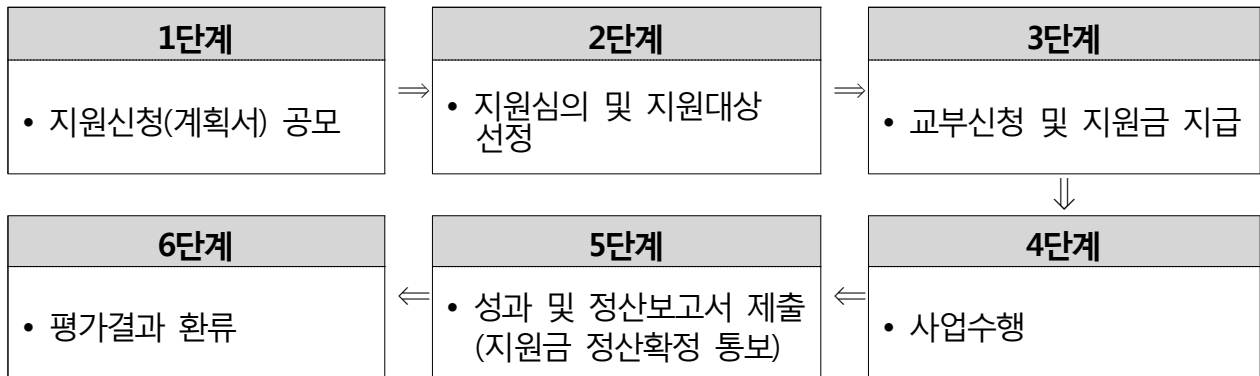 1단계
• 지원신청(계획서) 공모
⇒
2단계
• 지원심의 및 지원대상
선정
⇒
3단계
• 교부신청 및 지원금 지급
⇓
4단계
• 사업수행
⇐
5단계
• 성과 및 정산보고서 제출
(지원금 정산확정 통보)
⇐
6단계
• 평가결과 환류